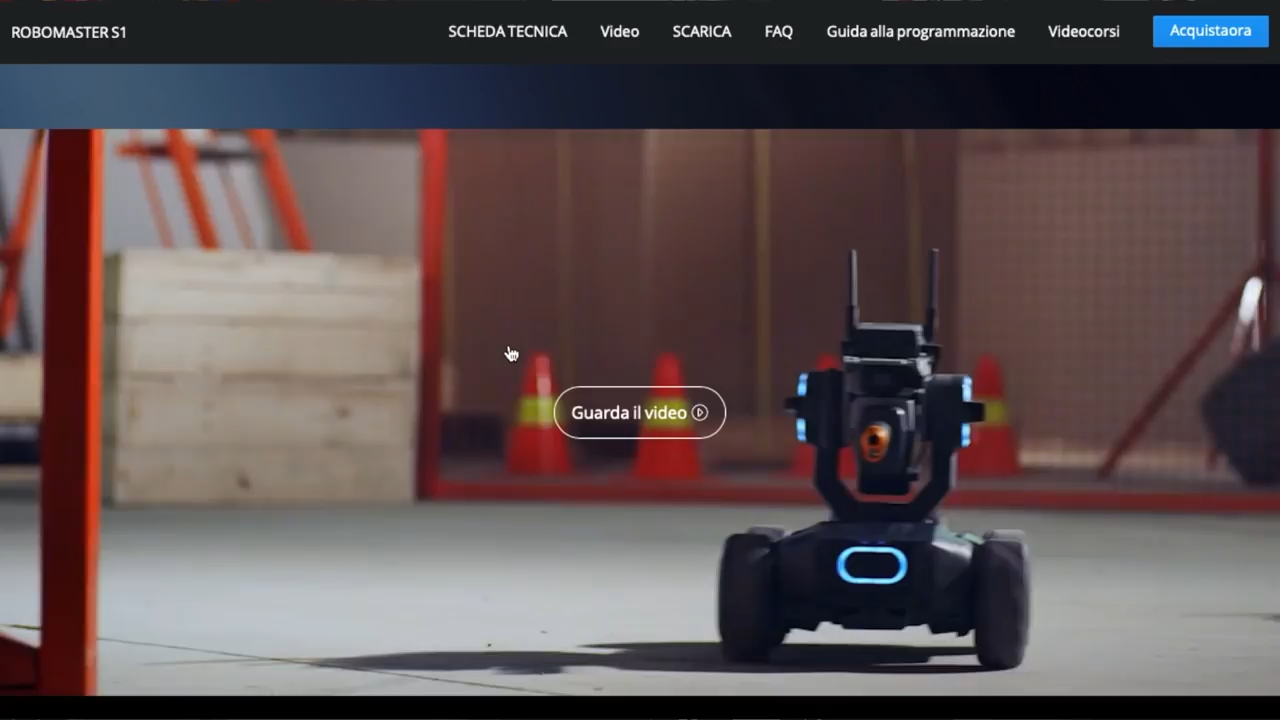 ROBOMASTER S1
SCHEDA TECNICA Video SCARICA FAQ Guida alla programmazione Videocorsi Acquistaora
Guarda il video